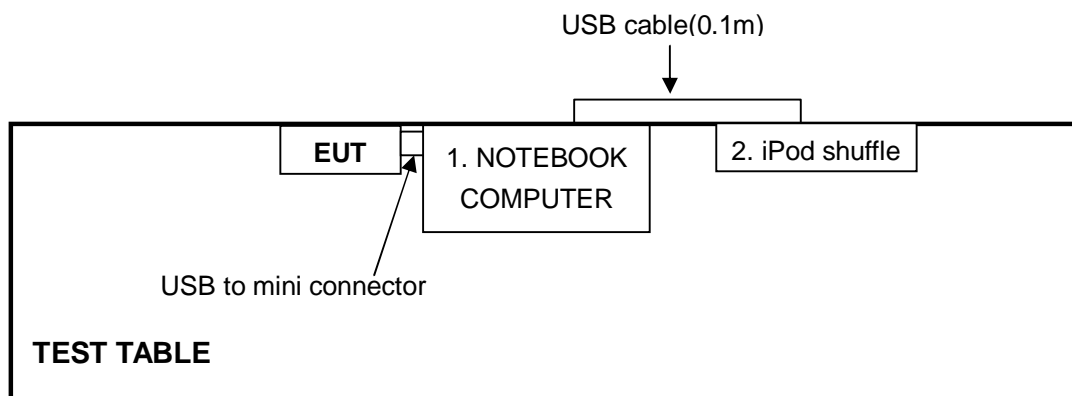 USB cable(0.1m)
EUT
1. NOTEBOOK
COMPUTER
2. iPod shuffle
USB to mini connector
TEST TABLE